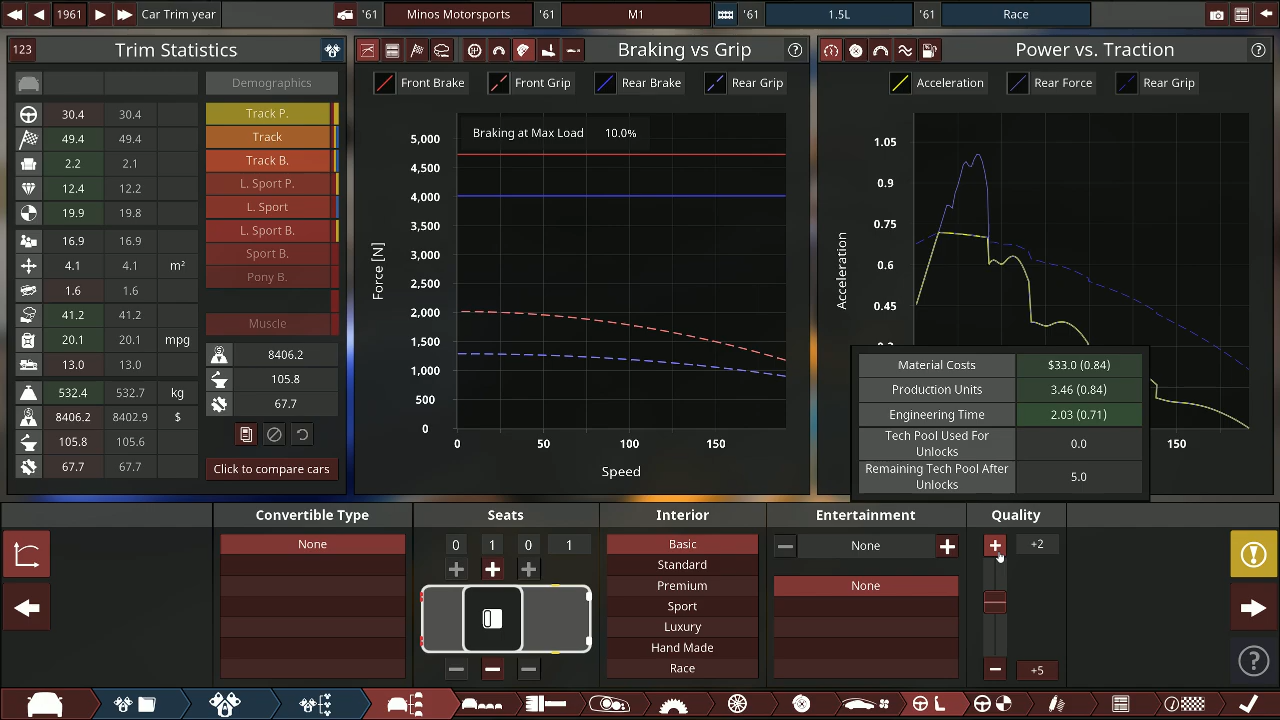 1961 Car Trim year '61 Minos Motorsports '61 M1 '61 1.5L '61 Race
123 Trim Statistics
Demographics
30.4 30.4
49.4 49.4
2.2 2.1
12.4 12.2
19.9 19.8
16.9 16.9
4.1 4.1 m²
1.6 1.6
41.2 41.2
20.1 20.1 mpg
13.0 13.0
532.4 532.7 kg
8406.2 8402.9 $
105.8 105.6
67.7 67.7
Track P.
Track
Track B.
L. Sport P.
L. Sport
L. Sport B.
Sport B.
Pony B.
Muscle
8406.2
105.8
67.7
Click to compare cars
Braking vs Grip ?
Front Brake Front Grip Rear Brake Rear Grip
Braking at Max Load 10.0%
5,000
4,500
4,000
3,500
3,000
2,500
2,000
1,500
1,000
500
0
Force [N]
0 50 100 150
Speed
Power vs. Traction ?
Acceleration Rear Force Rear Grip
1.05
0.9
0.75
0.6
0.45
Acceleration
150
Material Costs $33.0 (0.84)
Production Units 3.46 (0.84)
Engineering Time 2.03 (0.71)
Tech Pool Used For
Unlocks 0.0
Remaining Tech Pool After
Unlocks 5.0
Convertible Type
None
Seats
0 1 0 1
Interior
Basic
Standard
Premium
Sport
Luxury
Hand Made
Race
Entertainment
None
None
Quality
+2
+5
?